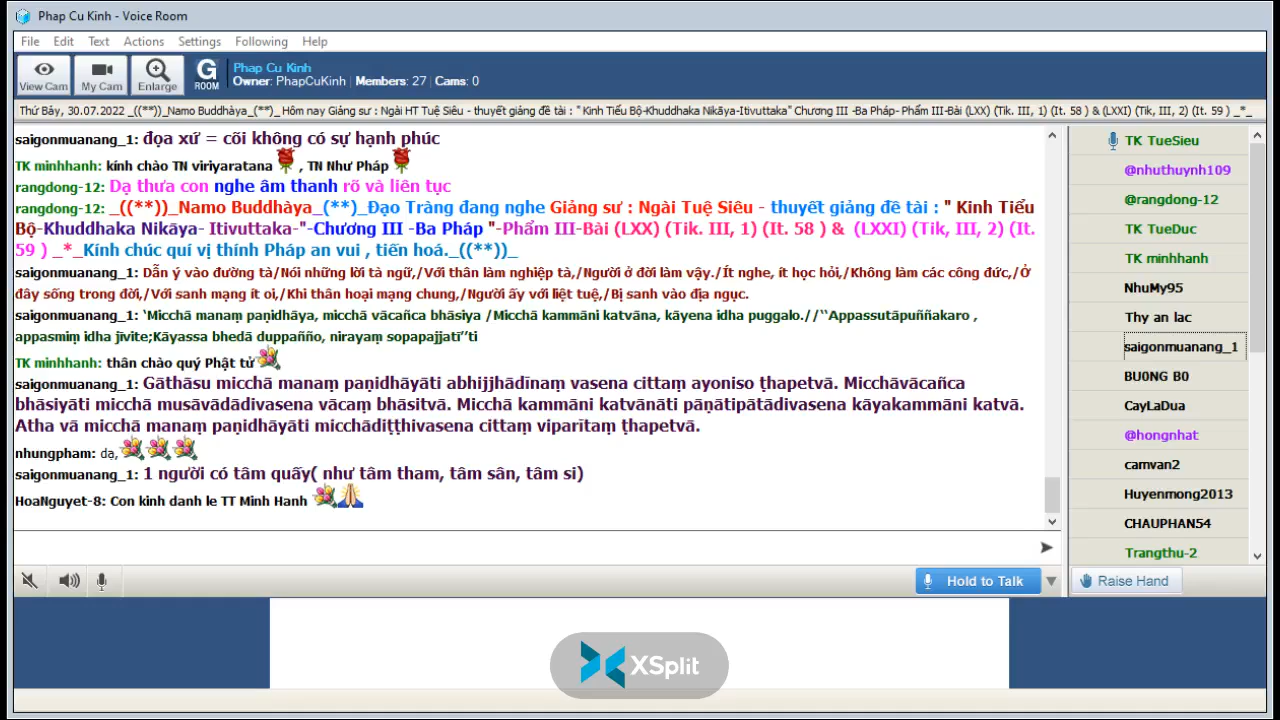 Phap Cu Kinh - Voice Room
File Edit Text Actions Settings Following Help
View Cam My Cam Enlarge G ROOM
Phap Cu Kinh
Owner: PhapCuKinh Members: 27 Cams: 0
Thứ Bảy, 30.07.2022 _((**))_Namo Buddhàya_(**)_ Hôm nay Giảng sư : Ngài HT Tuệ Siêu - thuyết giảng đề tài : " Kinh Tiểu Bộ-Khuddhaka Nikāya-Itivuttaka" Chương III -Ba Pháp- Phẩm III-Bài (LXX) (Tik, III, 1) (It. 58 ) & (LXXI) (Tik, III, 2) (It. 59 ) _*_
saigonmuanang_1: đọa xứ = cõi không có sự hạnh phúc
TK minhhanh: kính chào TN viriyaratana , TN Như Pháp
rangdong-12: Dạ thưa con nghe âm thanh rõ và liên tục
rangdong-12: _((**))_Namo Buddhàya_(**)_Đạo Tràng đang nghe Giảng sư : Ngài Tuệ Siêu - thuyết giảng đề tài : " Kinh Tiểu
Bộ-Khuddhaka Nikāya- Itivuttaka-"-Chương III -Ba Pháp "-Phẩm III-Bài (LXX) (Tik. III, 1) (It. 58 ) & (LXXI) (Tik, III, 2) (It.
59 ) _*_Kính chúc quí vị thính Pháp an vui , tiến hoá._((**))_
saigonmuanang_1: Dẫn ý vào đường tà/Nói những lời tà ngữ,/Với thân làm nghiệp tà,/Người ở đời làm vậy./Ít nghe, ít học hỏi,/Không làm các công đức,/Ở
đây sống trong đời,/Với sanh mạng ít oi,/Khi thân hoại mạng chung,/Người ấy với liệt tuệ,/Bị sanh vào địa ngục.
saigonmuanang_1: ‘Micchā manaṃ paṇidhāya, micchā vācañca bhāsiya /Micchā kammāni katvāna, kāyena idha puggalo.//‘‘Appassutāpuññakaro ,
appasmiṃ idha jīvite;Kāyassa bhedā duppañño, nirayaṃ sopapajjatī’’ti
TK minhhanh: thân chào quý Phật tử
saigonmuanang_1: Gāthāsu micchā manaṃ paṇidhāyāti abhijjhādīnaṃ vasena cittaṃ ayoniso ṭhapetvā. Micchāvācañca
bhāsiyāti micchā musāvādādivasena vācaṃ bhāsitvā. Micchā kammāni katvānāti pāṇātipātādivasena kāyakammāni katvā.
Atha vā micchā manaṃ paṇidhāyāti micchādiṭṭhivasena cittaṃ viparītaṃ ṭhapetvā.
nhungpham: dạ,
saigonmuanang_1: 1 người có tâm quấy( như tâm tham, tâm sân, tâm si)
HoaNguyet-8: Con kinh danh le TT Minh Hanh
TK TueSieu
@nhuthuynh109
@rangdong-12
TK TueDuc
TK minhhanh
NhuMy95
Thy an lac
saigonmuanang_1
BU0NG B0
CayLaDua
@hongnhat
camvan2
Huyenmong2013
CHAUPHAN54
Trangthu-2
Hold to Talk
Raise Hand
XSplit